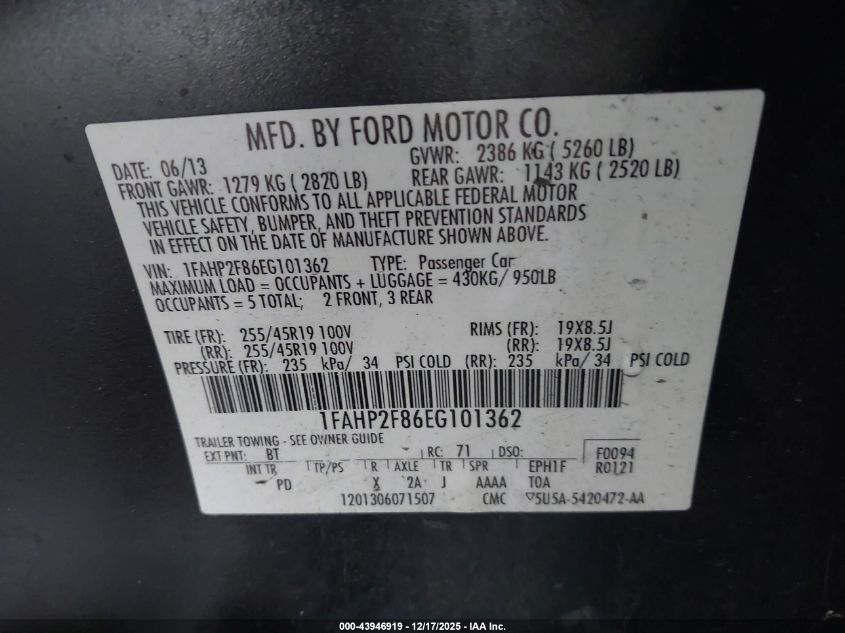 MFD. BY FORD MOTOR CO.
DATE: 06/13 GVWR: 2386 KG ( 5260 LB)
FRONT GAWR: 1279 KG ( 2820 LB) REAR GAWR: 1143 KG ( 2520 LB)
THIS VEHICLE CONFORMS TO ALL APPLICABLE FEDERAL MOTOR
VEHICLE SAFETY, BUMPER, AND THEFT PREVENTION STANDARDS
IN EFFECT ON THE DATE OF MANUFACTURE SHOWN ABOVE.
VIN: 1FAHP2F86EG101362 TYPE: Passenger Car
MAXIMUM LOAD = OCCUPANTS + LUGGAGE = 430KG/ 950LB
OCCUPANTS = 5 TOTAL; 2 FRONT, 3 REAR
TIRE (FR): 255/45R19 100V RIMS (FR): 19X8.5J
(RR): 255/45R19 100V (RR): 19X8.5J
PRESSURE (FR): 235 kPa/ 34 PSI COLD (RR): 235 kPa/ 34 PSI COLD
1FAHP2F86EG101362
TRAILER TOWING - SEE OWNER GUIDE
EXT PNT: BT RC: 71 DSO: F0094
INT TR TP/PS R AXLE TR SPR EPH1F R0121
PD X 2A J AAAA T0A
1201306071507 CMC ▽5U5A-5420472-AA
000-43946919 - 12/17/2025 - IAA Inc.